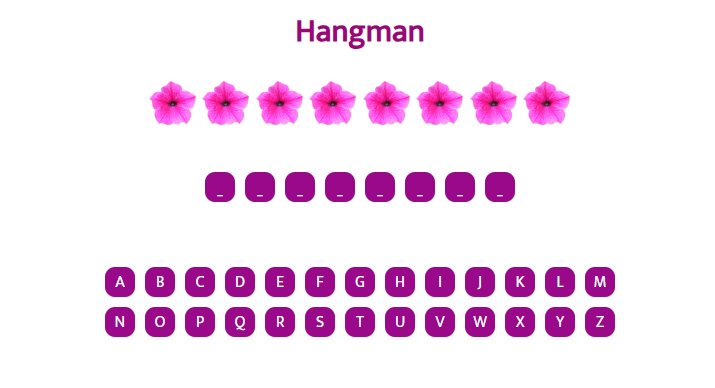 Hangman
_ _ _ _ _ _ _ _
A B C D E F G H I J K L M
N O P Q R S T U V W X Y Z